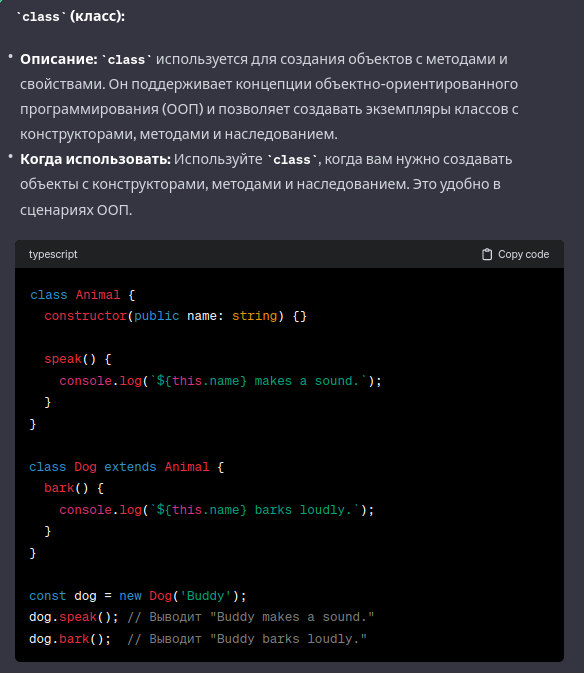 `class` (класс):
• Описание: `class` используется для создания объектов с методами и
свойствами. Он поддерживает концепции объектно-ориентированного
программирования (ООП) и позволяет создавать экземпляры классов с
конструкторами, методами и наследованием.
• Когда использовать: Используйте `class`, когда вам нужно создавать
объекты с конструкторами, методами и наследованием. Это удобно в
сценариях ООП.
typescript Copy code
class Animal {
  constructor(public name: string) {}

  speak() {
    console.log(`${this.name} makes a sound.`);
  }
}

class Dog extends Animal {
  bark() {
    console.log(`${this.name} barks loudly.`);
  }
}

const dog = new Dog('Buddy');
dog.speak(); // Выводит "Buddy makes a sound."
dog.bark();  // Выводит "Buddy barks loudly."